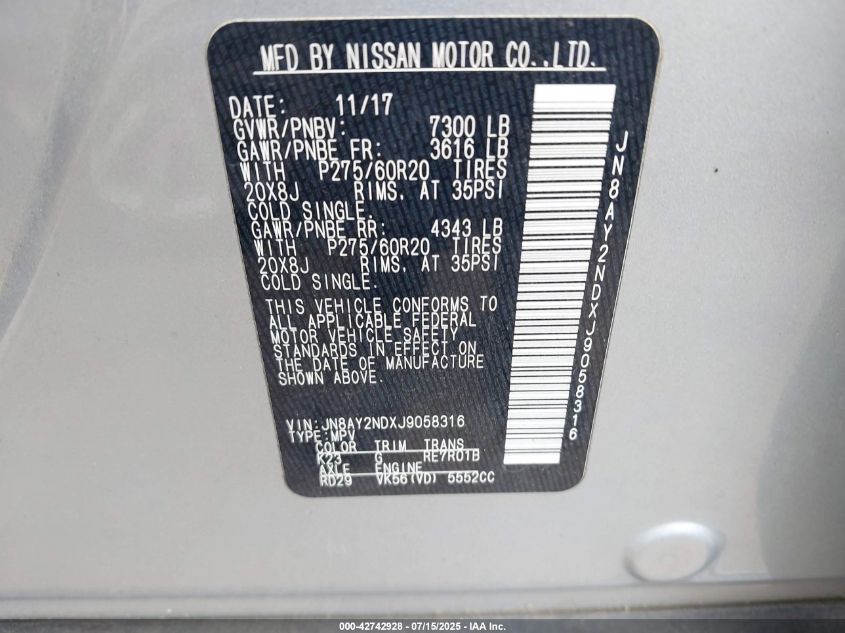 MFD BY NISSAN MOTOR CO.,LTD.
DATE: 11/17
GVWR/PNBV: 7300 LB
GAWR/PNBE FR: 3616 LB
WITH P275/60R20 TIRES
20X8J RIMS, AT 35PSI
COLD SINGLE.
GAWR/PNBE RR: 4343 LB
WITH P275/60R20 TIRES
20X8J RIMS, AT 35PSI
COLD SINGLE.
THIS VEHICLE CONFORMS TO
ALL APPLICABLE FEDERAL
MOTOR VEHICLE SAFETY
STANDARDS IN EFFECT ON
THE DATE OF MANUFACTURE
SHOWN ABOVE.
VIN:JN8AY2NDXJ9058316
TYPE:MPV
COLOR TRIM TRANS
K23 G RE7R01B
AXLE ENGINE
RD29 VK56(VD) 5552CC
JN8AY2NDXJ9058316
000-42742928 - 07/15/2025 - IAA Inc.